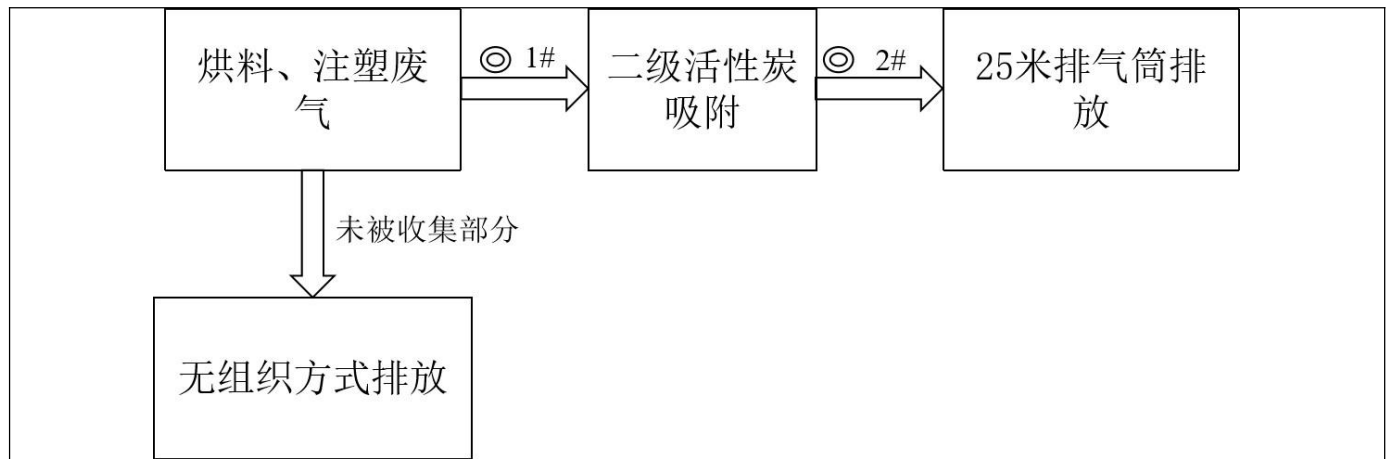 烘料、注塑废
气
◎ 1#
二级活性炭
吸附
◎ 2#
25米排气筒排
放
未被收集部分
无组织方式排放